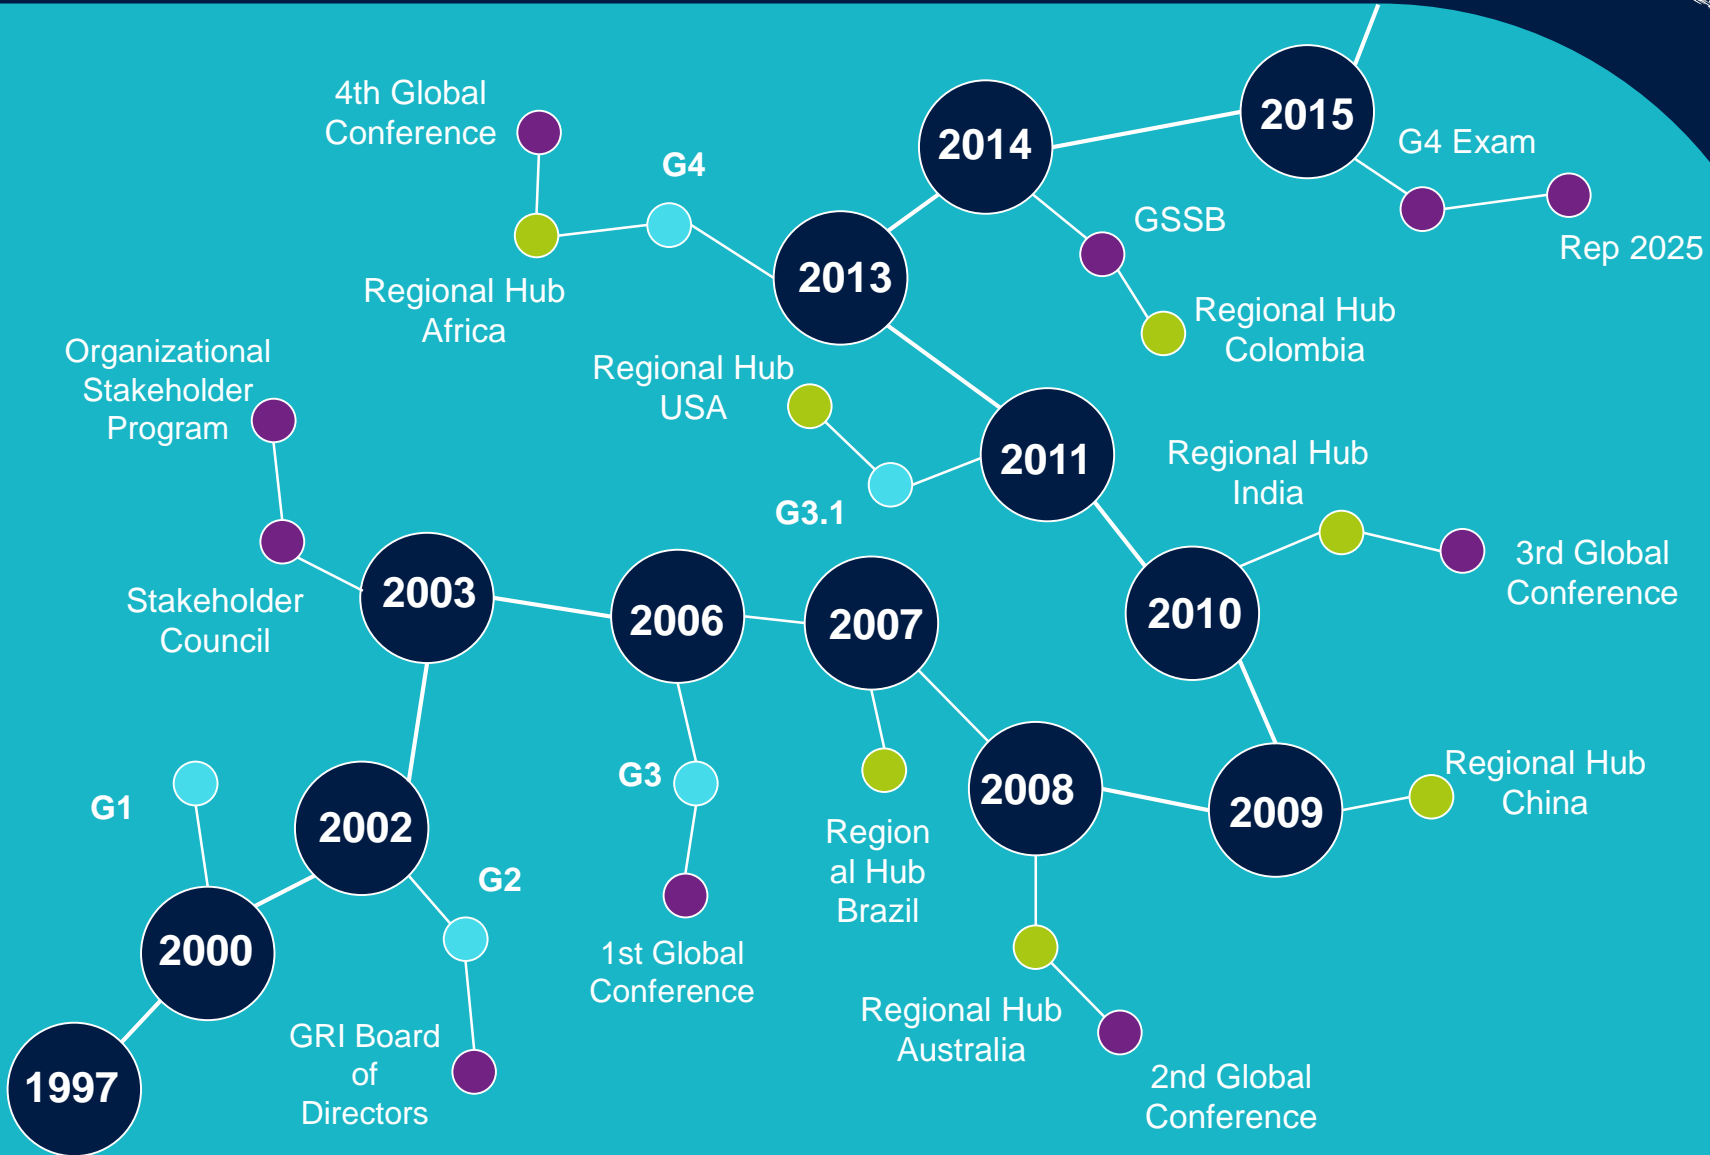 4th Global
Conference
G4
2014
2015
G4 Exam
GSSB
Rep 2025
2013
Regional Hub
Africa
Regional Hub
Colombia
Organizational
Stakeholder
Program
Regional Hub
USA
2011
Regional Hub
India
G3.1
3rd Global
Conference
2003
Stakeholder
Council
2006
2007
2010
G1
2002
G3
2008
2009
Regional Hub
China
Region
al Hub
Brazil
G2
2000
1st Global
Conference
Regional Hub
Australia
GRI Board
of
Directors
1997
2nd Global
Conference